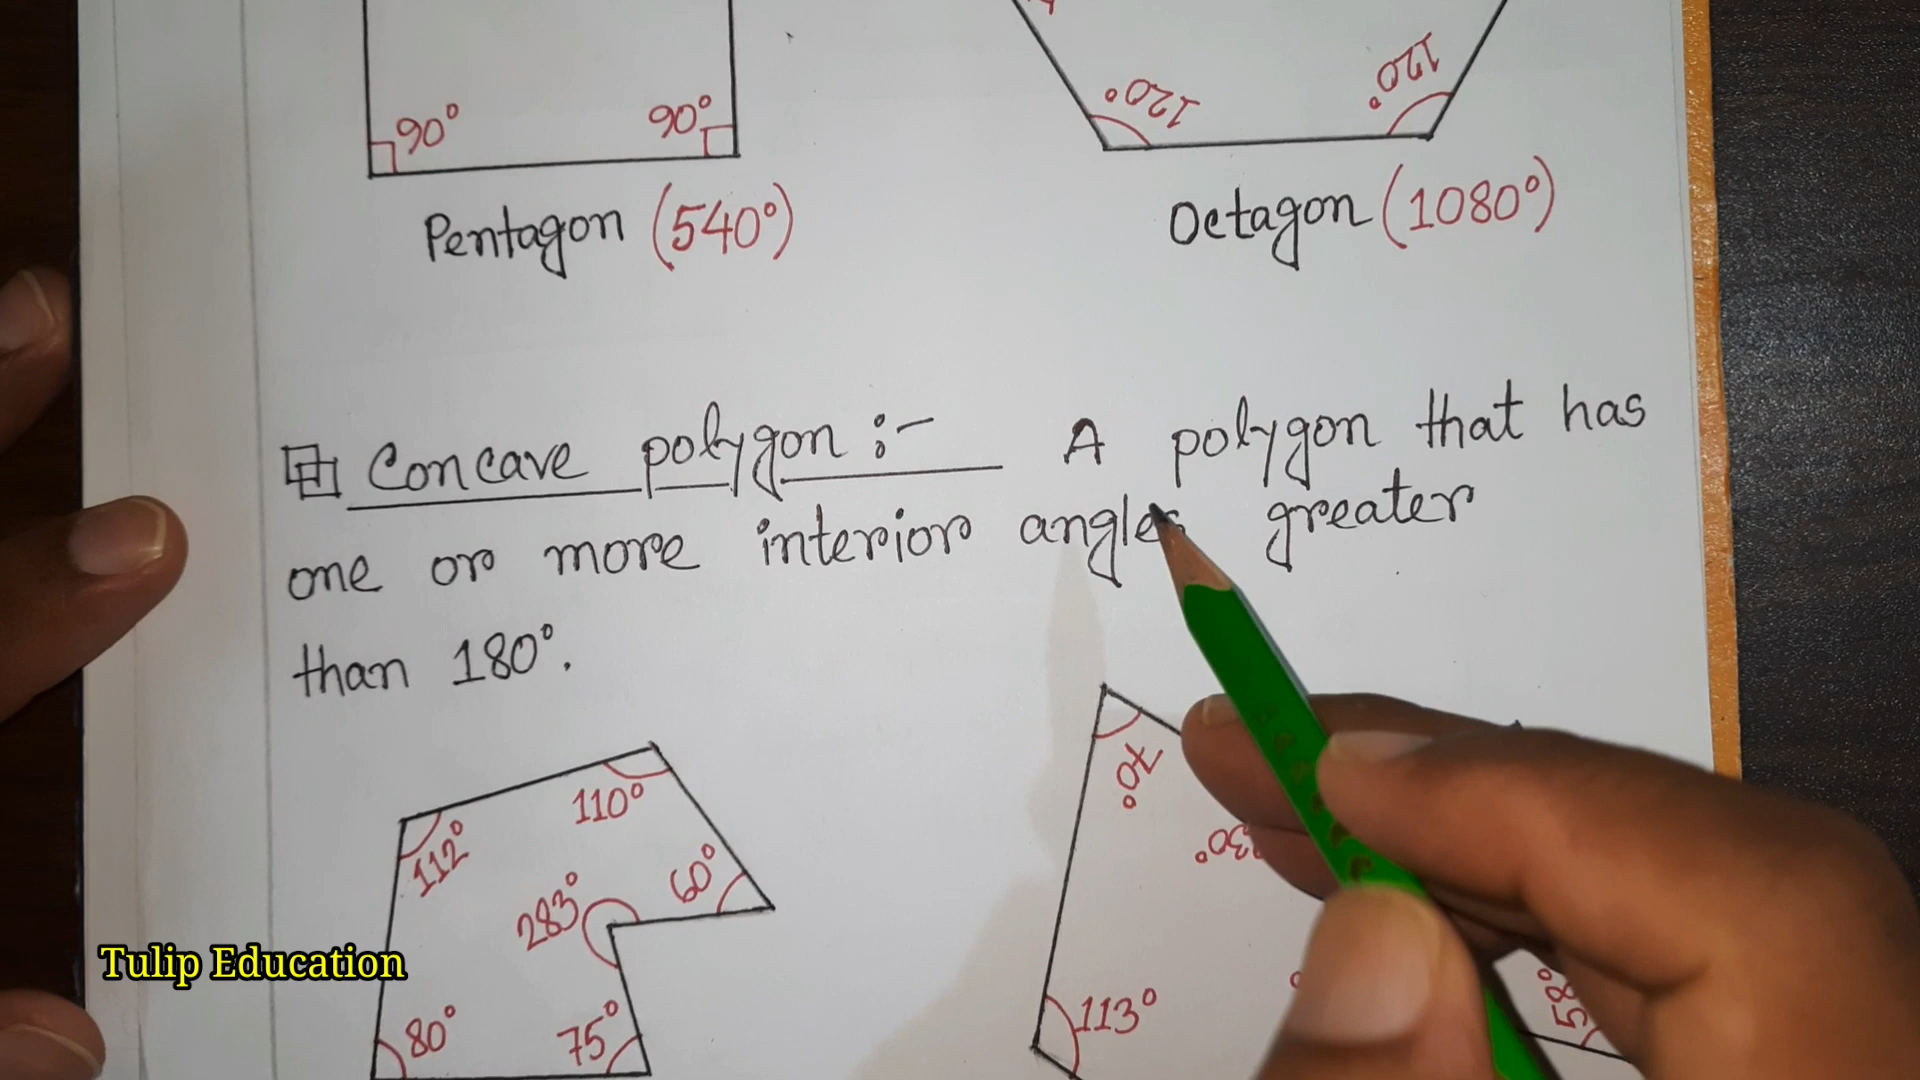 120° 120°
90° 90°
Pentagon (540°) Octagon (1080°)
Concave polygon :- A polygon that has
one or more interior angles greater
than 180°.
110° 70°
112° 60°
283°
113°
80° 75° 58°
Tulip Education